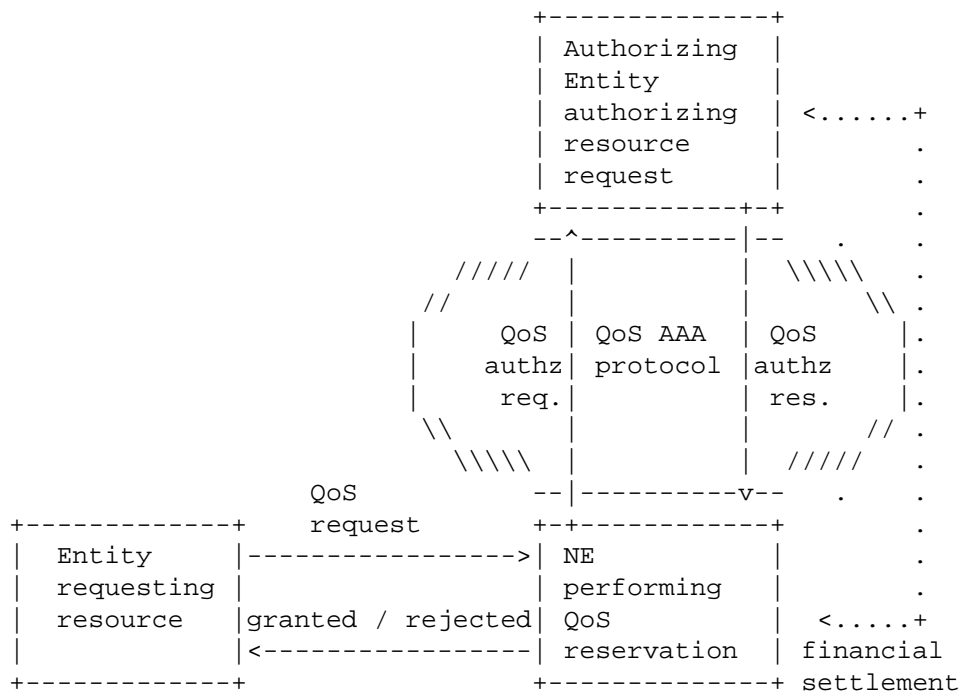 Authorizing
Entity
authorizing
resource
request
QoS QoS AAA QoS
authz protocol authz
req. res.
QoS
request
Entity NE
requesting performing
resource granted / rejected QoS
reservation financial
settlement